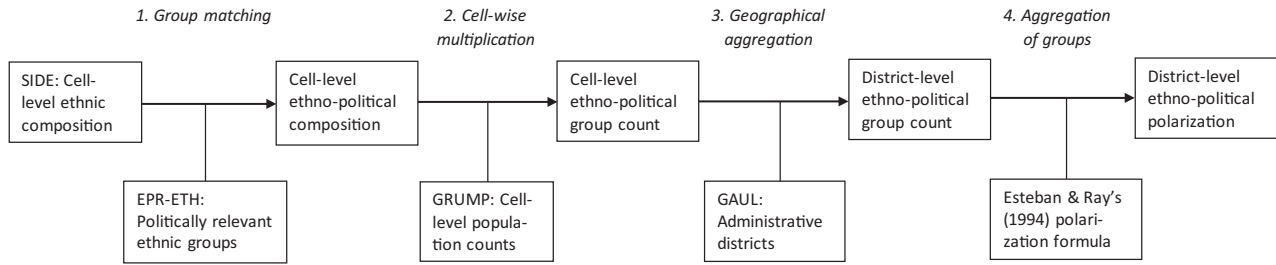 1. Group matching
2. Cell-wise
multiplication
3. Geographical
aggregation
4. Aggregation
of groups
SIDE: Cell-
level ethnic
composition
Cell-level
ethno-political
composition
Cell-level
ethno-political
group count
District-level
ethno-political
group count
District-level
ethno-political
polarization
EPR-ETH:
Politically relevant
ethnic groups
GRUMP: Cell-
level popula-
tion counts
GAUL:
Administrative
districts
Esteban & Ray's
(1994) polari-
zation formula